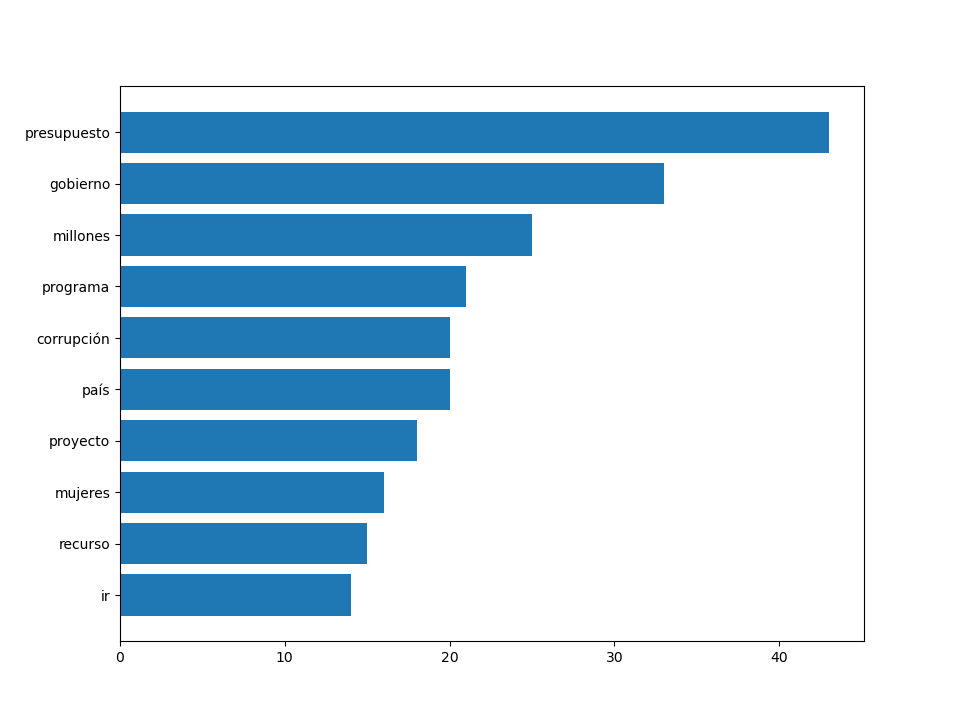 presupuesto
gobierno
millones
programa
corrupción
país
proyecto
mujeres
recurso
ir
0 10 20 30 40